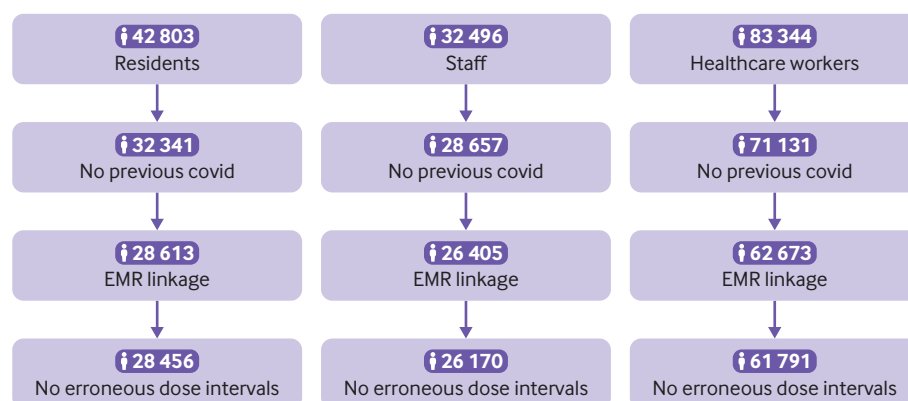 42 803
Residents
32 496
Staff
83 344
Healthcare workers
32 341
No previous covid
28 657
No previous covid
71 131
No previous covid
28 613
EMR linkage
26 405
EMR linkage
62 673
EMR linkage
28 456
No erroneous dose intervals
26 170
No erroneous dose intervals
61 791
No erroneous dose intervals